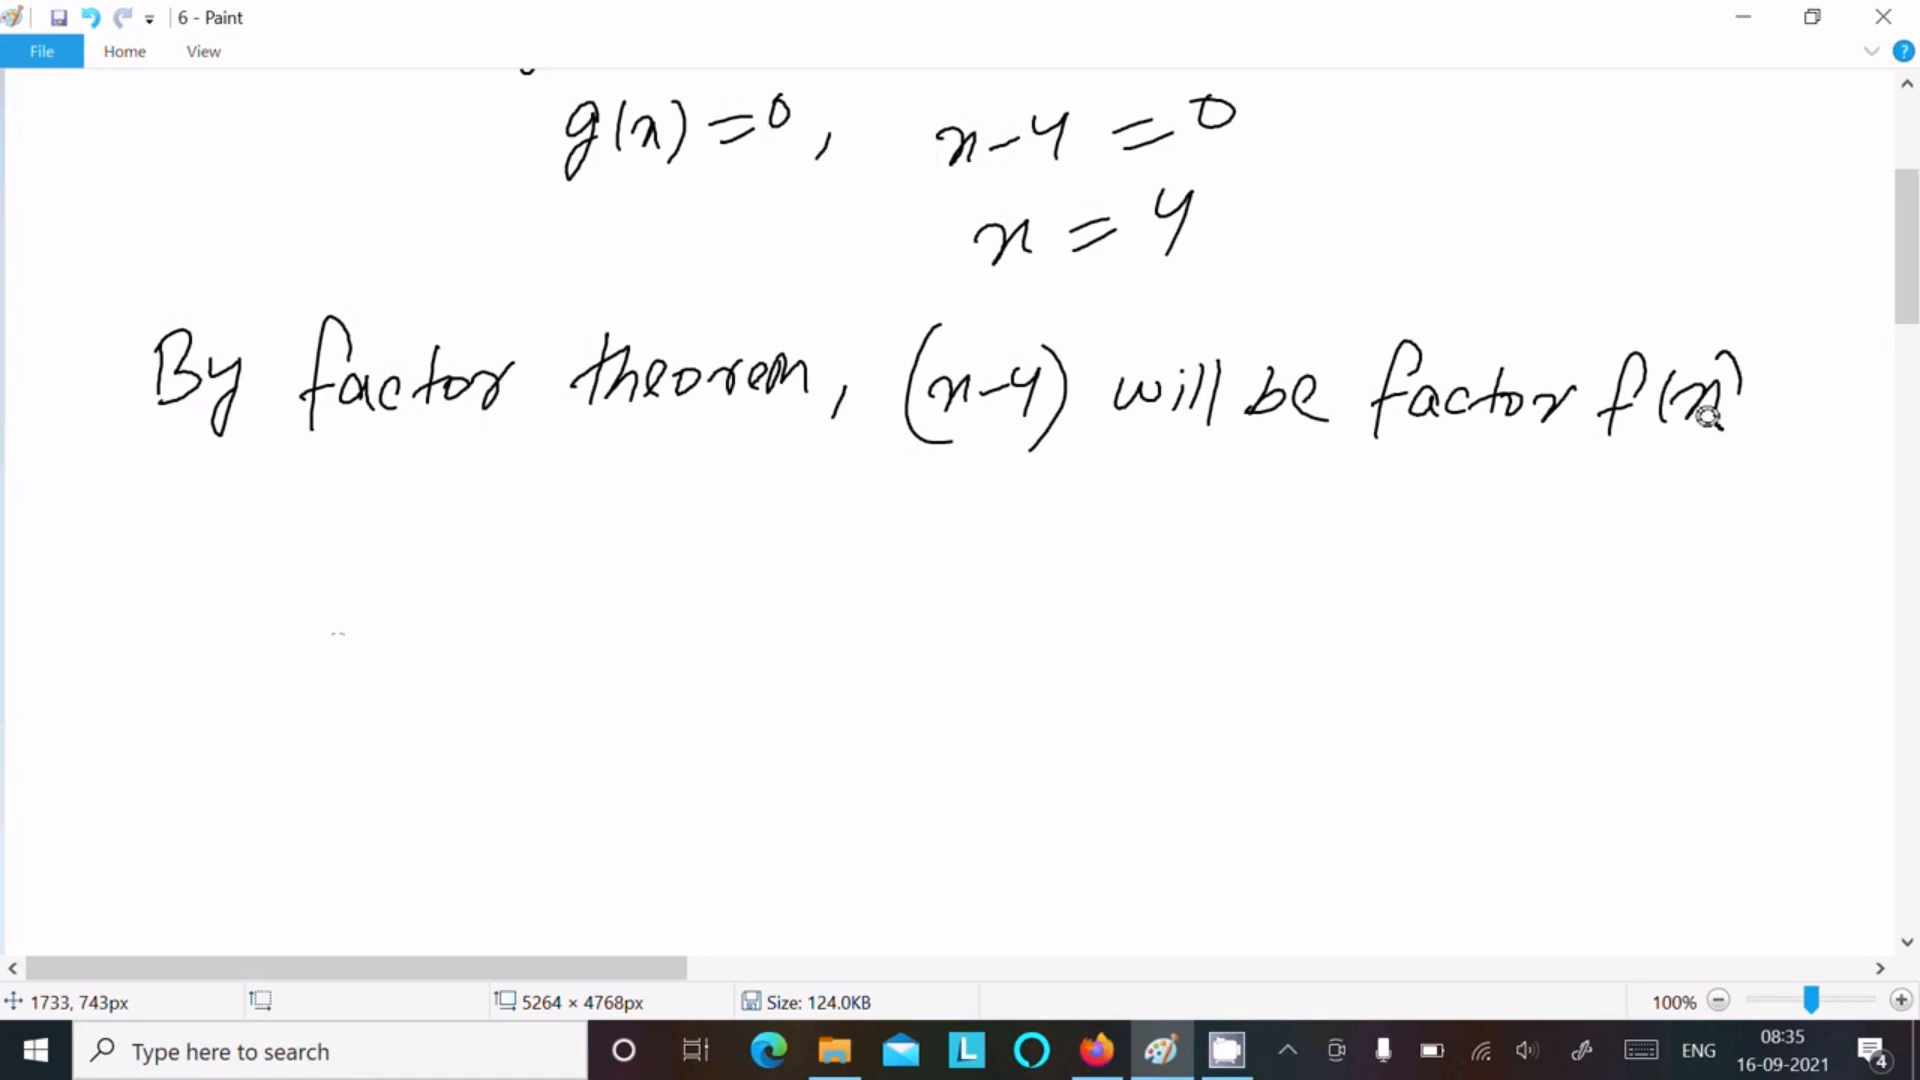 6 - Paint
File Home View
g(x) = 0, x-4 = 0
x = 4
By factor theorem, (x-4) will be factor f(x)
1733, 743px 5264 × 4768px Size: 124.0KB 100%
Type here to search L ENG 08:35
16-09-2021 4